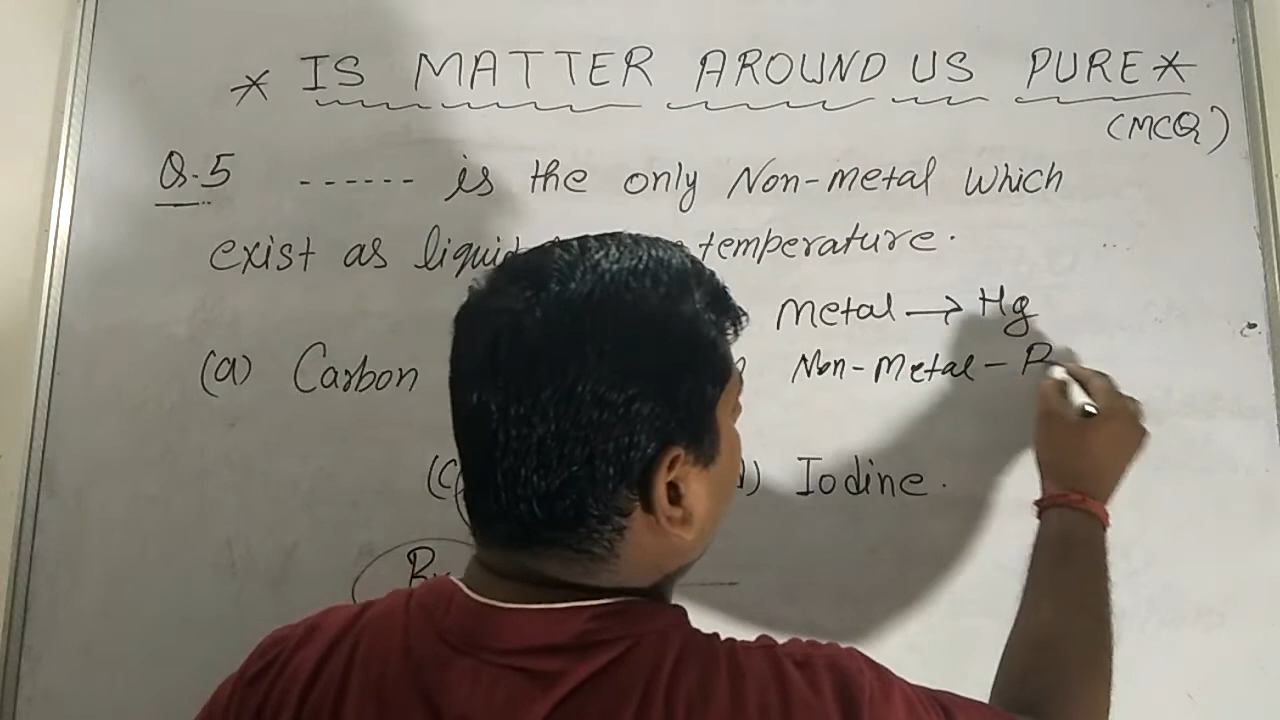 * IS MATTER AROUND US PURE *
(MCQ)
Q.5 ------ is the only Non-metal which
exist as liquid temperature.
Metal → Hg
(a) Carbon Non-Metal -
(d) Iodine.